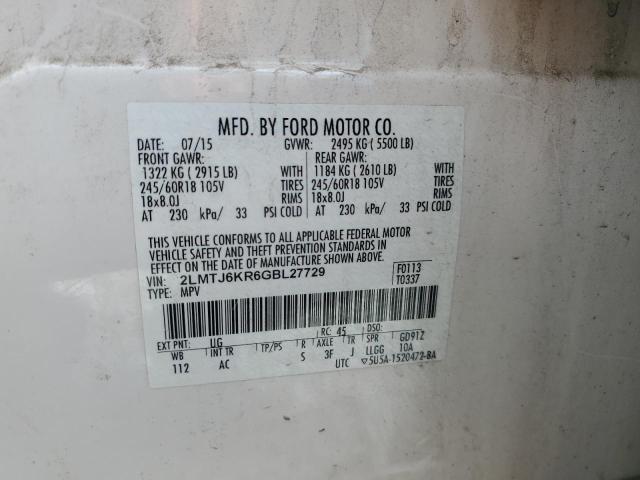 MFD. BY FORD MOTOR CO.
DATE: 07/15 GVWR: 2495 KG ( 5500 LB)
FRONT GAWR: REAR GAWR:
1322 KG ( 2915 LB) WITH 1184 KG ( 2610 LB) WITH
245/60R18 105V TIRES 245/60R18 105V TIRES
18x8.0J RIMS 18x8.0J RIMS
AT 230 kPa/ 33 PSI COLD AT 230 kPa/ 33 PSI COLD
THIS VEHICLE CONFORMS TO ALL APPLICABLE FEDERAL MOTOR
VEHICLE SAFETY AND THEFT PREVENTION STANDARDS IN
EFFECT ON THE DATE OF MANUFACTURE SHOWN ABOVE.
VIN: 2LMTJ6KR6GBL27729 F0113
TYPE: MPV T0337
EXT PNT: UG RC: 45 DSO:
WB INT TR TP/PS R AXLE TR SPR GD91Z
112 AC S 3F J LLGG 10A
UTC ▽5U5A-1520472-BA